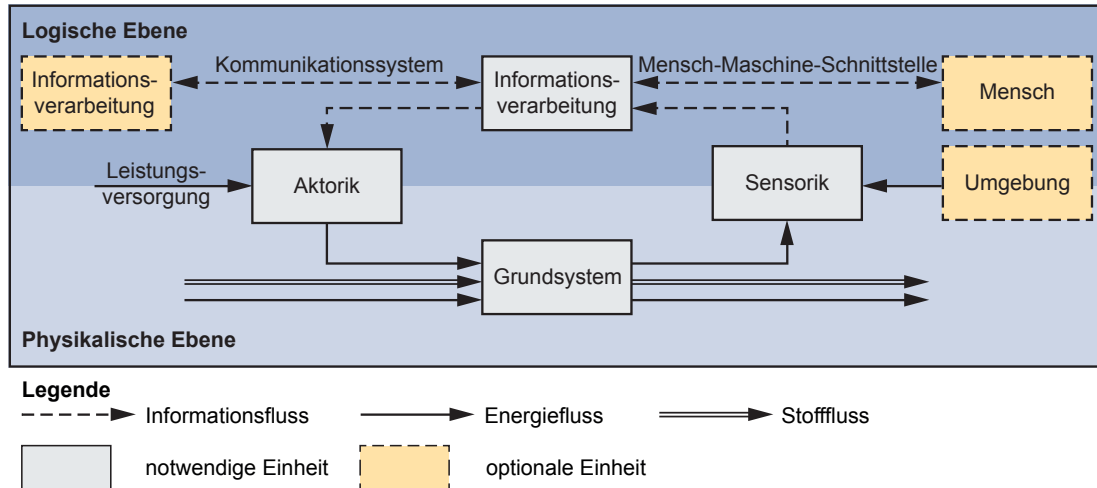 Logische Ebene
Informations-
verarbeitung
Kommunikationssystem
Informations-
verarbeitung
Mensch-Maschine-Schnittstelle
Mensch
Leistungs-
versorgung
Aktorik
Sensorik
Umgebung
Grundsystem
Physikalische Ebene
Legende
Informationsfluss
Energiefluss
Stofffluss
notwendige Einheit
optionale Einheit